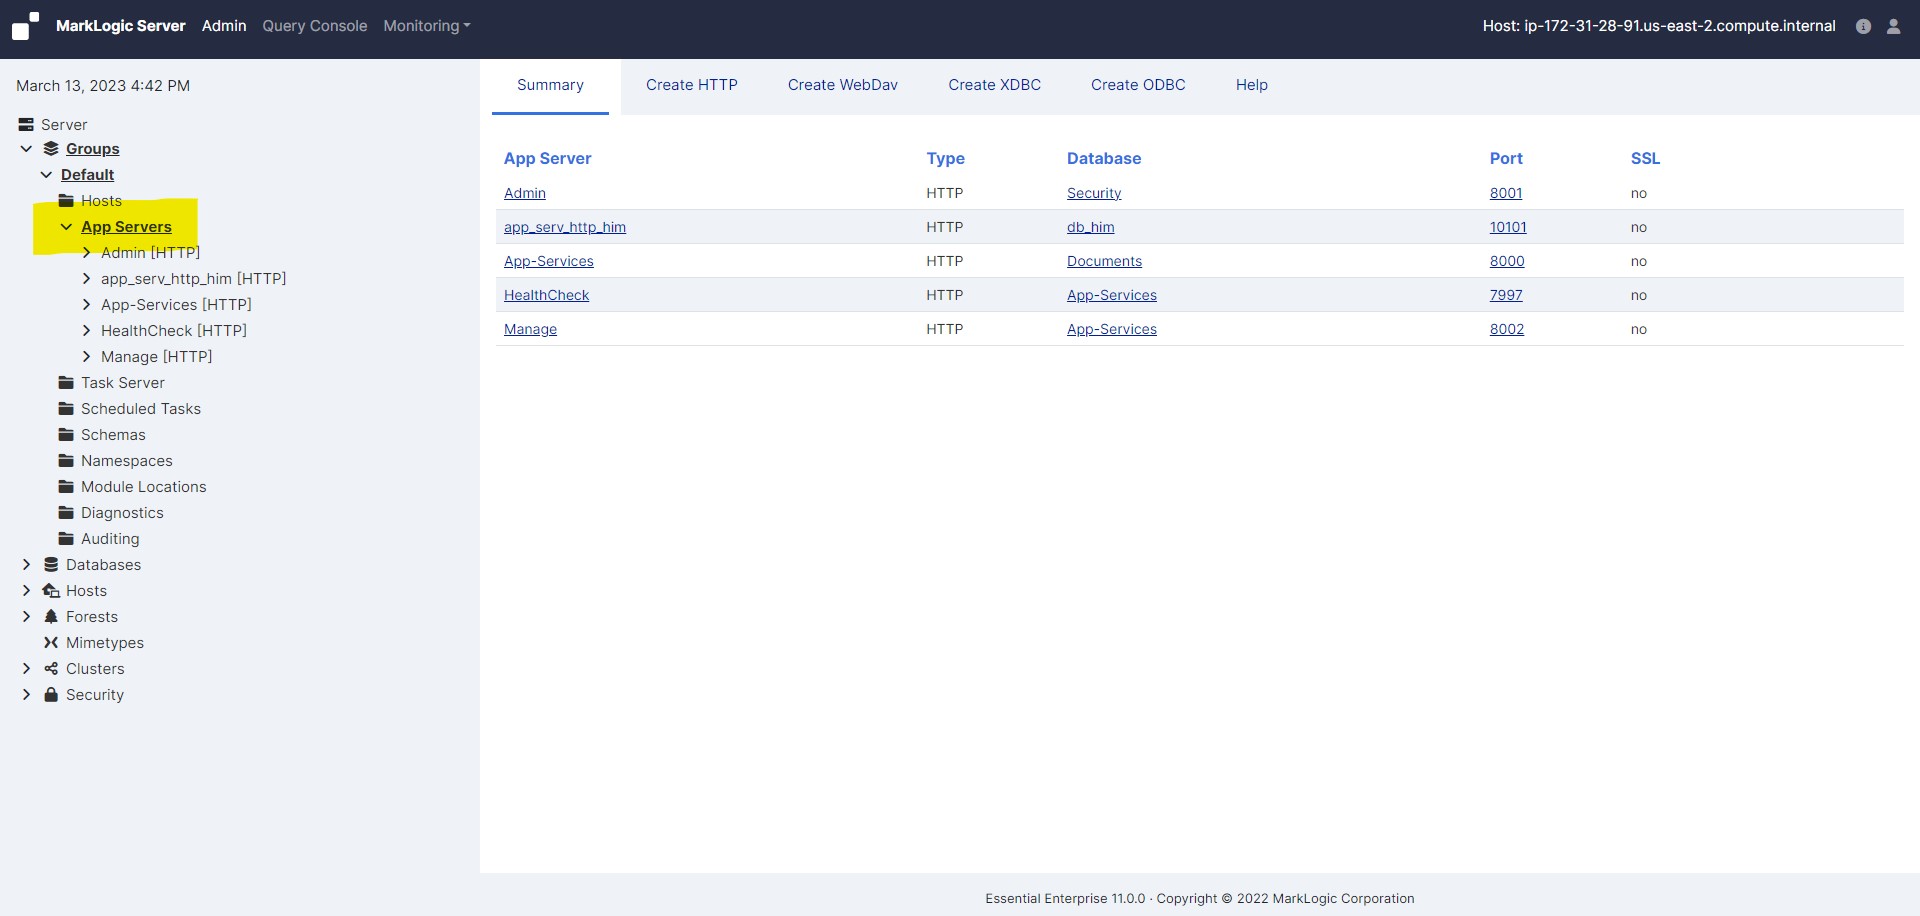 MarkLogic Server Admin Query Console Monitoring Host: ip-172-31-28-91.us-east-2.compute.internal
March 13, 2023 4:42 PM
Server
Groups
Default
Hosts
App Servers
Admin [HTTP]
app_serv_http_him [HTTP]
App-Services [HTTP]
HealthCheck [HTTP]
Manage [HTTP]
Task Server
Scheduled Tasks
Schemas
Namespaces
Module Locations
Diagnostics
Auditing
Databases
Hosts
Forests
Mimetypes
Clusters
Security
Summary Create HTTP Create WebDav Create XDBC Create ODBC Help
App Server Type Database Port SSL
Admin HTTP Security 8001 no
app_serv_http_him HTTP db_him 10101 no
App-Services HTTP Documents 8000 no
HealthCheck HTTP App-Services 7997 no
Manage HTTP App-Services 8002 no
Essential Enterprise 11.0.0 · Copyright © 2022 MarkLogic Corporation